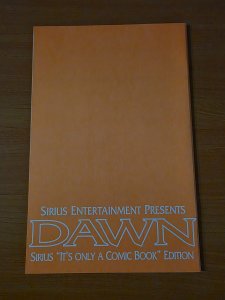 Sirius Entertainment Presents
DAWN
Sirius "It's only a Comic Book" Edition